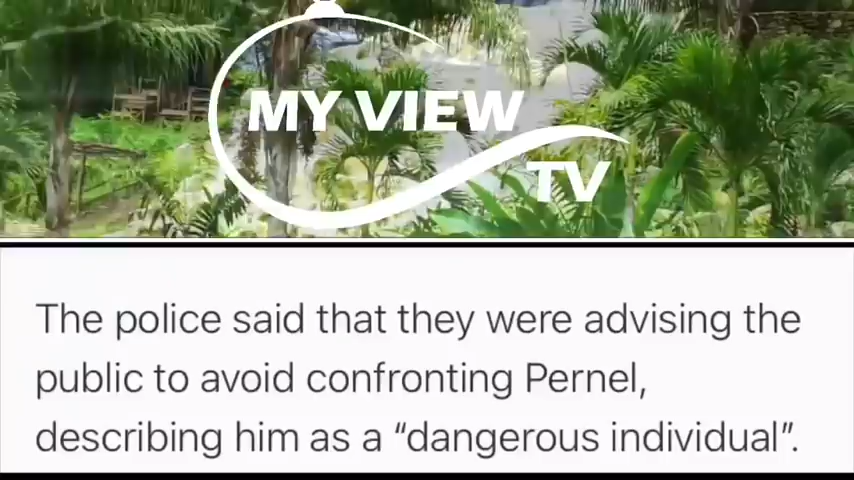 MY VIEW
TV
The police said that they were advising the
public to avoid confronting Pernel,
describing him as a “dangerous individual”.